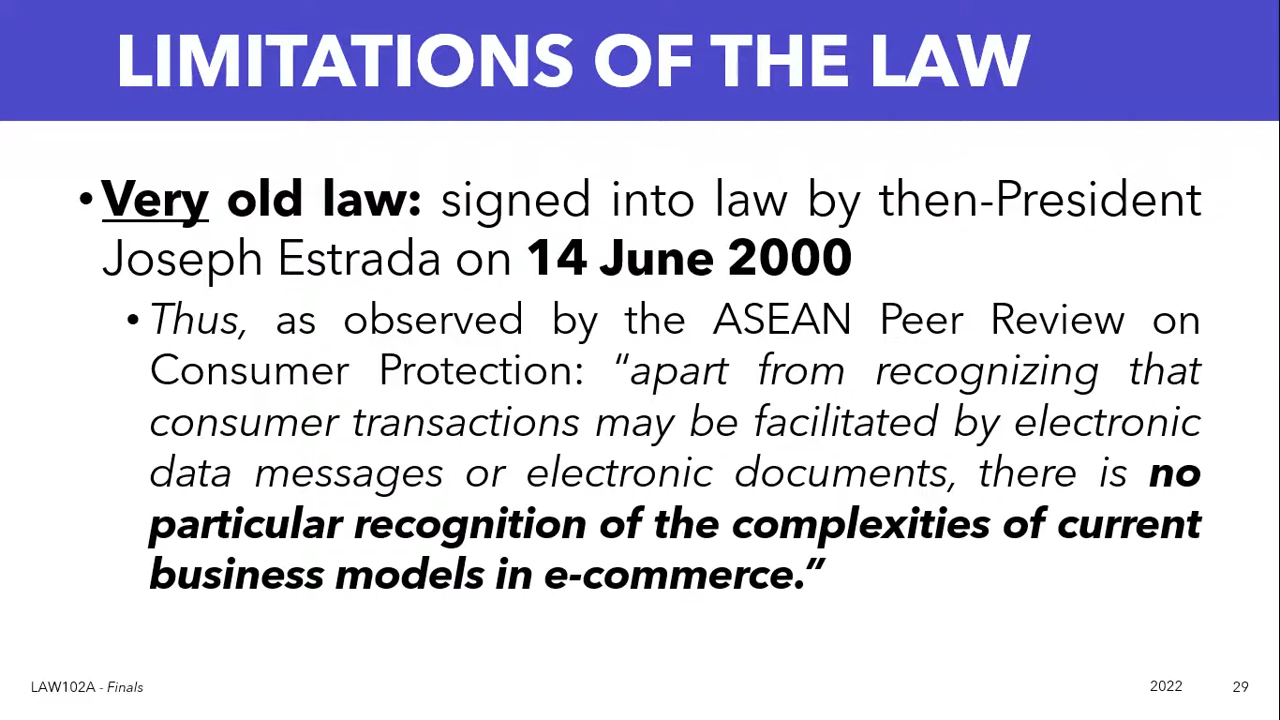 LIMITATIONS OF THE LAW
• Very old law: signed into law by then-President
Joseph Estrada on 14 June 2000
• Thus, as observed by the ASEAN Peer Review on
Consumer Protection: “apart from recognizing that
consumer transactions may be facilitated by electronic
data messages or electronic documents, there is no
particular recognition of the complexities of current
business models in e-commerce.”
LAW102A - Finals
2022
29